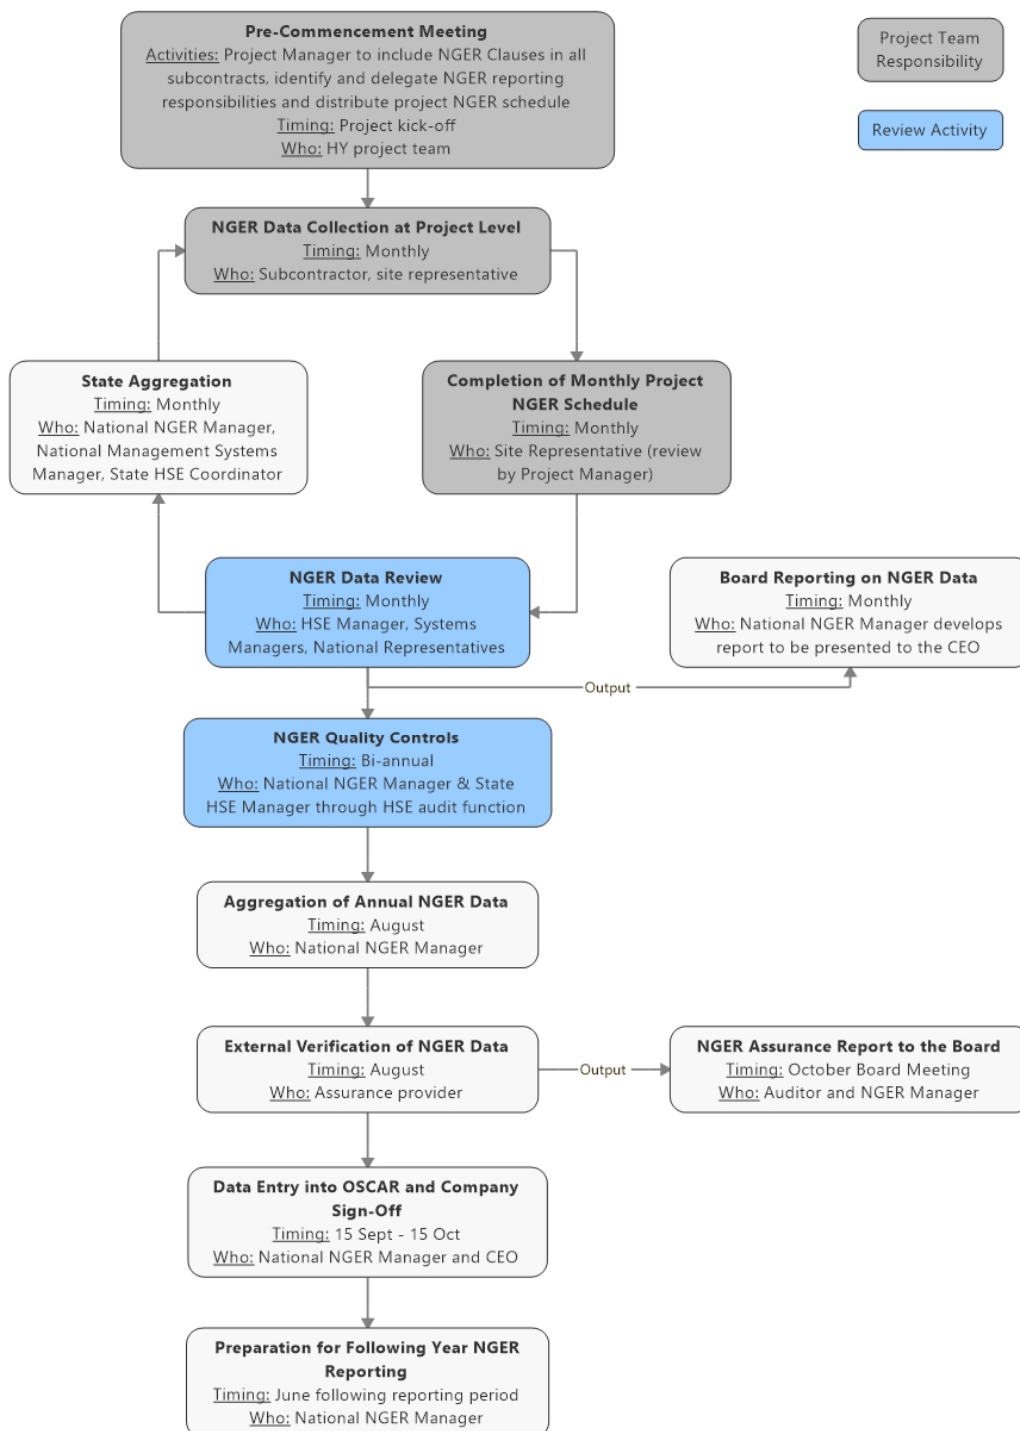 Pre-Commencement Meeting
Activities: Project Manager to include NGER Clauses in all
subcontracts, identify and delegate NGER reporting
responsibilities and distribute project NGER schedule
Timing: Project kick-off
Who: HY project team
Project Team
Responsibility
Review Activity
NGER Data Collection at Project Level
Timing: Monthly
Who: Subcontractor, site representative
State Aggregation
Timing: Monthly
Who: National NGER Manager,
National Management Systems
Manager, State HSE Coordinator
Completion of Monthly Project
NGER Schedule
Timing: Monthly
Who: Site Representative (review
by Project Manager)
NGER Data Review
Timing: Monthly
Who: HSE Manager, Systems
Managers, National Representatives
Board Reporting on NGER Data
Timing: Monthly
Who: National NGER Manager develops
report to be presented to the CEO
Output
NGER Quality Controls
Timing: Bi-annual
Who: National NGER Manager & State
HSE Manager through HSE audit function
Aggregation of Annual NGER Data
Timing: August
Who: National NGER Manager
External Verification of NGER Data
Timing: August
Who: Assurance provider
Output
NGER Assurance Report to the Board
Timing: October Board Meeting
Who: Auditor and NGER Manager
Data Entry into OSCAR and Company
Sign-Off
Timing: 15 Sept - 15 Oct
Who: National NGER Manager and CEO
Preparation for Following Year NGER
Reporting
Timing: June following reporting period
Who: National NGER Manager